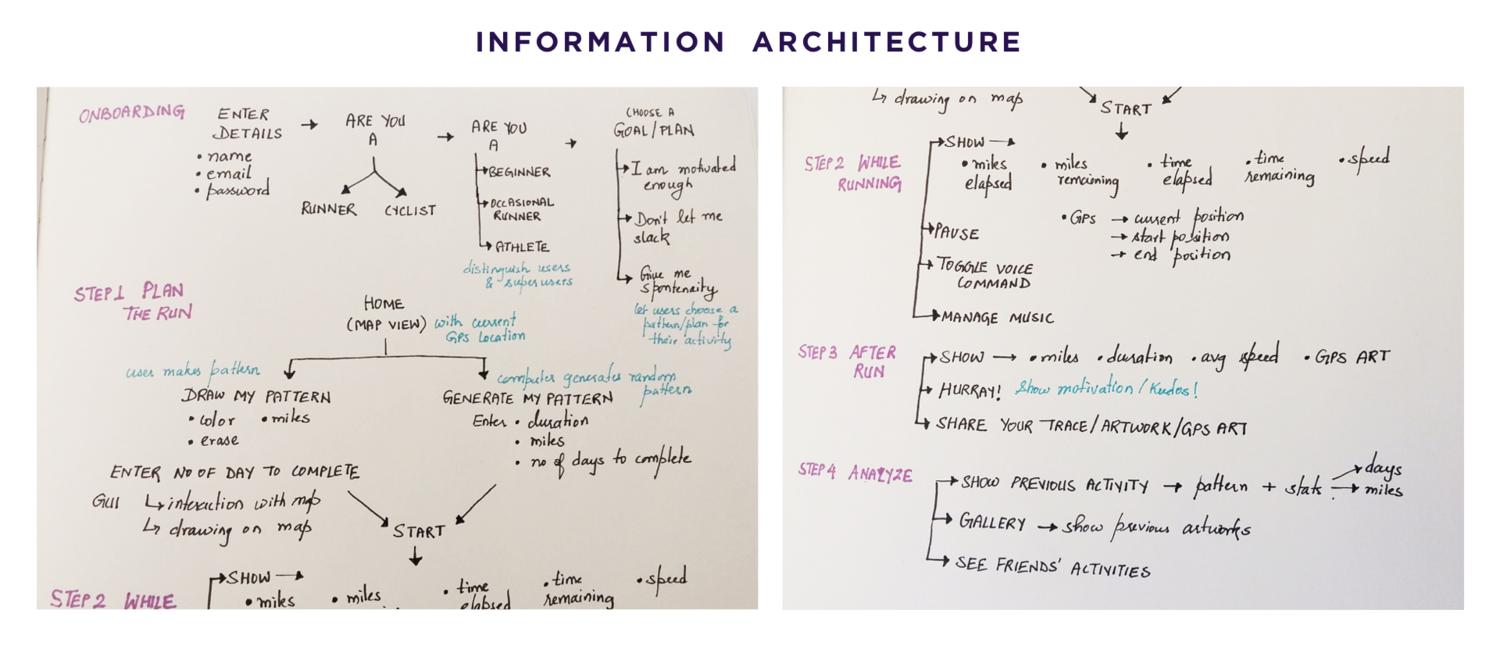 INFORMATION ARCHITECTURE
ONBOARDING
ENTER
DETAILS
• name
• email
• password
ARE YOU
A
RUNNER CYCLIST
ARE YOU
A
BEGINNER
OCCASIONAL
RUNNER
ATHLETE
distinguish users
& superusers
CHOOSE A
GOAL/PLAN
I am motivated
enough
Don't let me
slack
Give me
spontenaity
let users choose a
pattern/plan for
their activity
STEP1 PLAN
THE RUN
HOME
(MAP VIEW) with current
GPS Location
user makes pattern
DRAW MY PATTERN
• color • miles
• erase
ENTER NO OF DAY TO COMPLETE
GUI ↳ interaction with map
↳ drawing on map
computer generates random
pattern
GENERATE MY PATTERN
Enter • duration
• miles
• no of days to complete
START
STEP 2 WHILE
SHOW →
• miles • miles • time
elapsed • time
remaining • speed
↳ drawing on map
START
STEP 2 WHILE
RUNNING
SHOW →
• miles
elapsed
• miles
remaining
• time
elapsed
• time
remaining
• speed
• GPS → current position
→ start position
→ end position
PAUSE
TOGGLE VOICE
COMMAND
MANAGE MUSIC
STEP 3 AFTER
RUN
SHOW → • miles • duration • avg speed • GPS ART
HURRAY! Show motivation/Kudos!
SHARE YOUR TRACE/ARTWORK/GPS ART
STEP 4 ANALYZE
SHOW PREVIOUS ACTIVITY → pattern + stats → days
→ miles
GALLERY → show previous artworks
SEE FRIENDS' ACTIVITIES